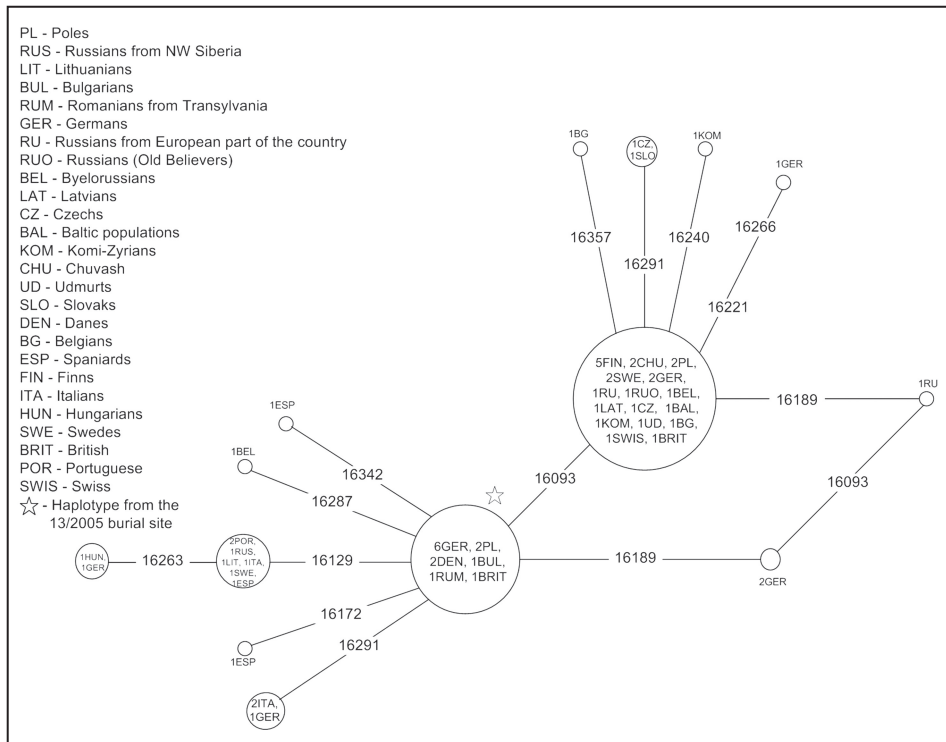 PL - Poles
RUS - Russians from NW Siberia
LIT - Lithuanians
BUL - Bulgarians
RUM - Romanians from Transylvania
GER - Germans
RU - Russians from European part of the country
RUO - Russians (Old Believers)
BEL - Byelorussians
LAT - Latvians
CZ - Czechs
BAL - Baltic populations
KOM - Komi-Zyrians
CHU - Chuvash
UD - Udmurts
SLO - Slovaks
DEN - Danes
BG - Belgians
ESP - Spaniards
FIN - Finns
ITA - Italians
HUN - Hungarians
SWE - Swedes
BRIT - British
POR - Portuguese
SWIS - Swiss
- Haplotype from the
13/2005 burial site
1BG
1CZ,
1SLO
1KOM
1GER
16357
16291
16240
16266
16221
5FIN, 2CHU, 2PL,
2SWE, 2GER,
1RU, 1RUO, 1BEL,
1LAT, 1CZ, 1BAL,
1KOM, 1UD, 1BG,
1SWIS, 1BRIT
16189
1RU
16093
16093
1ESP
16342
1BEL
16287
1HUN,
1GER
16263
2POR,
1RUS,
1LIT, 1ITA,
1SWE,
1ESP
16129
6GER, 2PL,
2DEN, 1BUL,
1RUM, 1BRIT
16189
2GER
16172
1ESP
16291
2ITA,
1GER